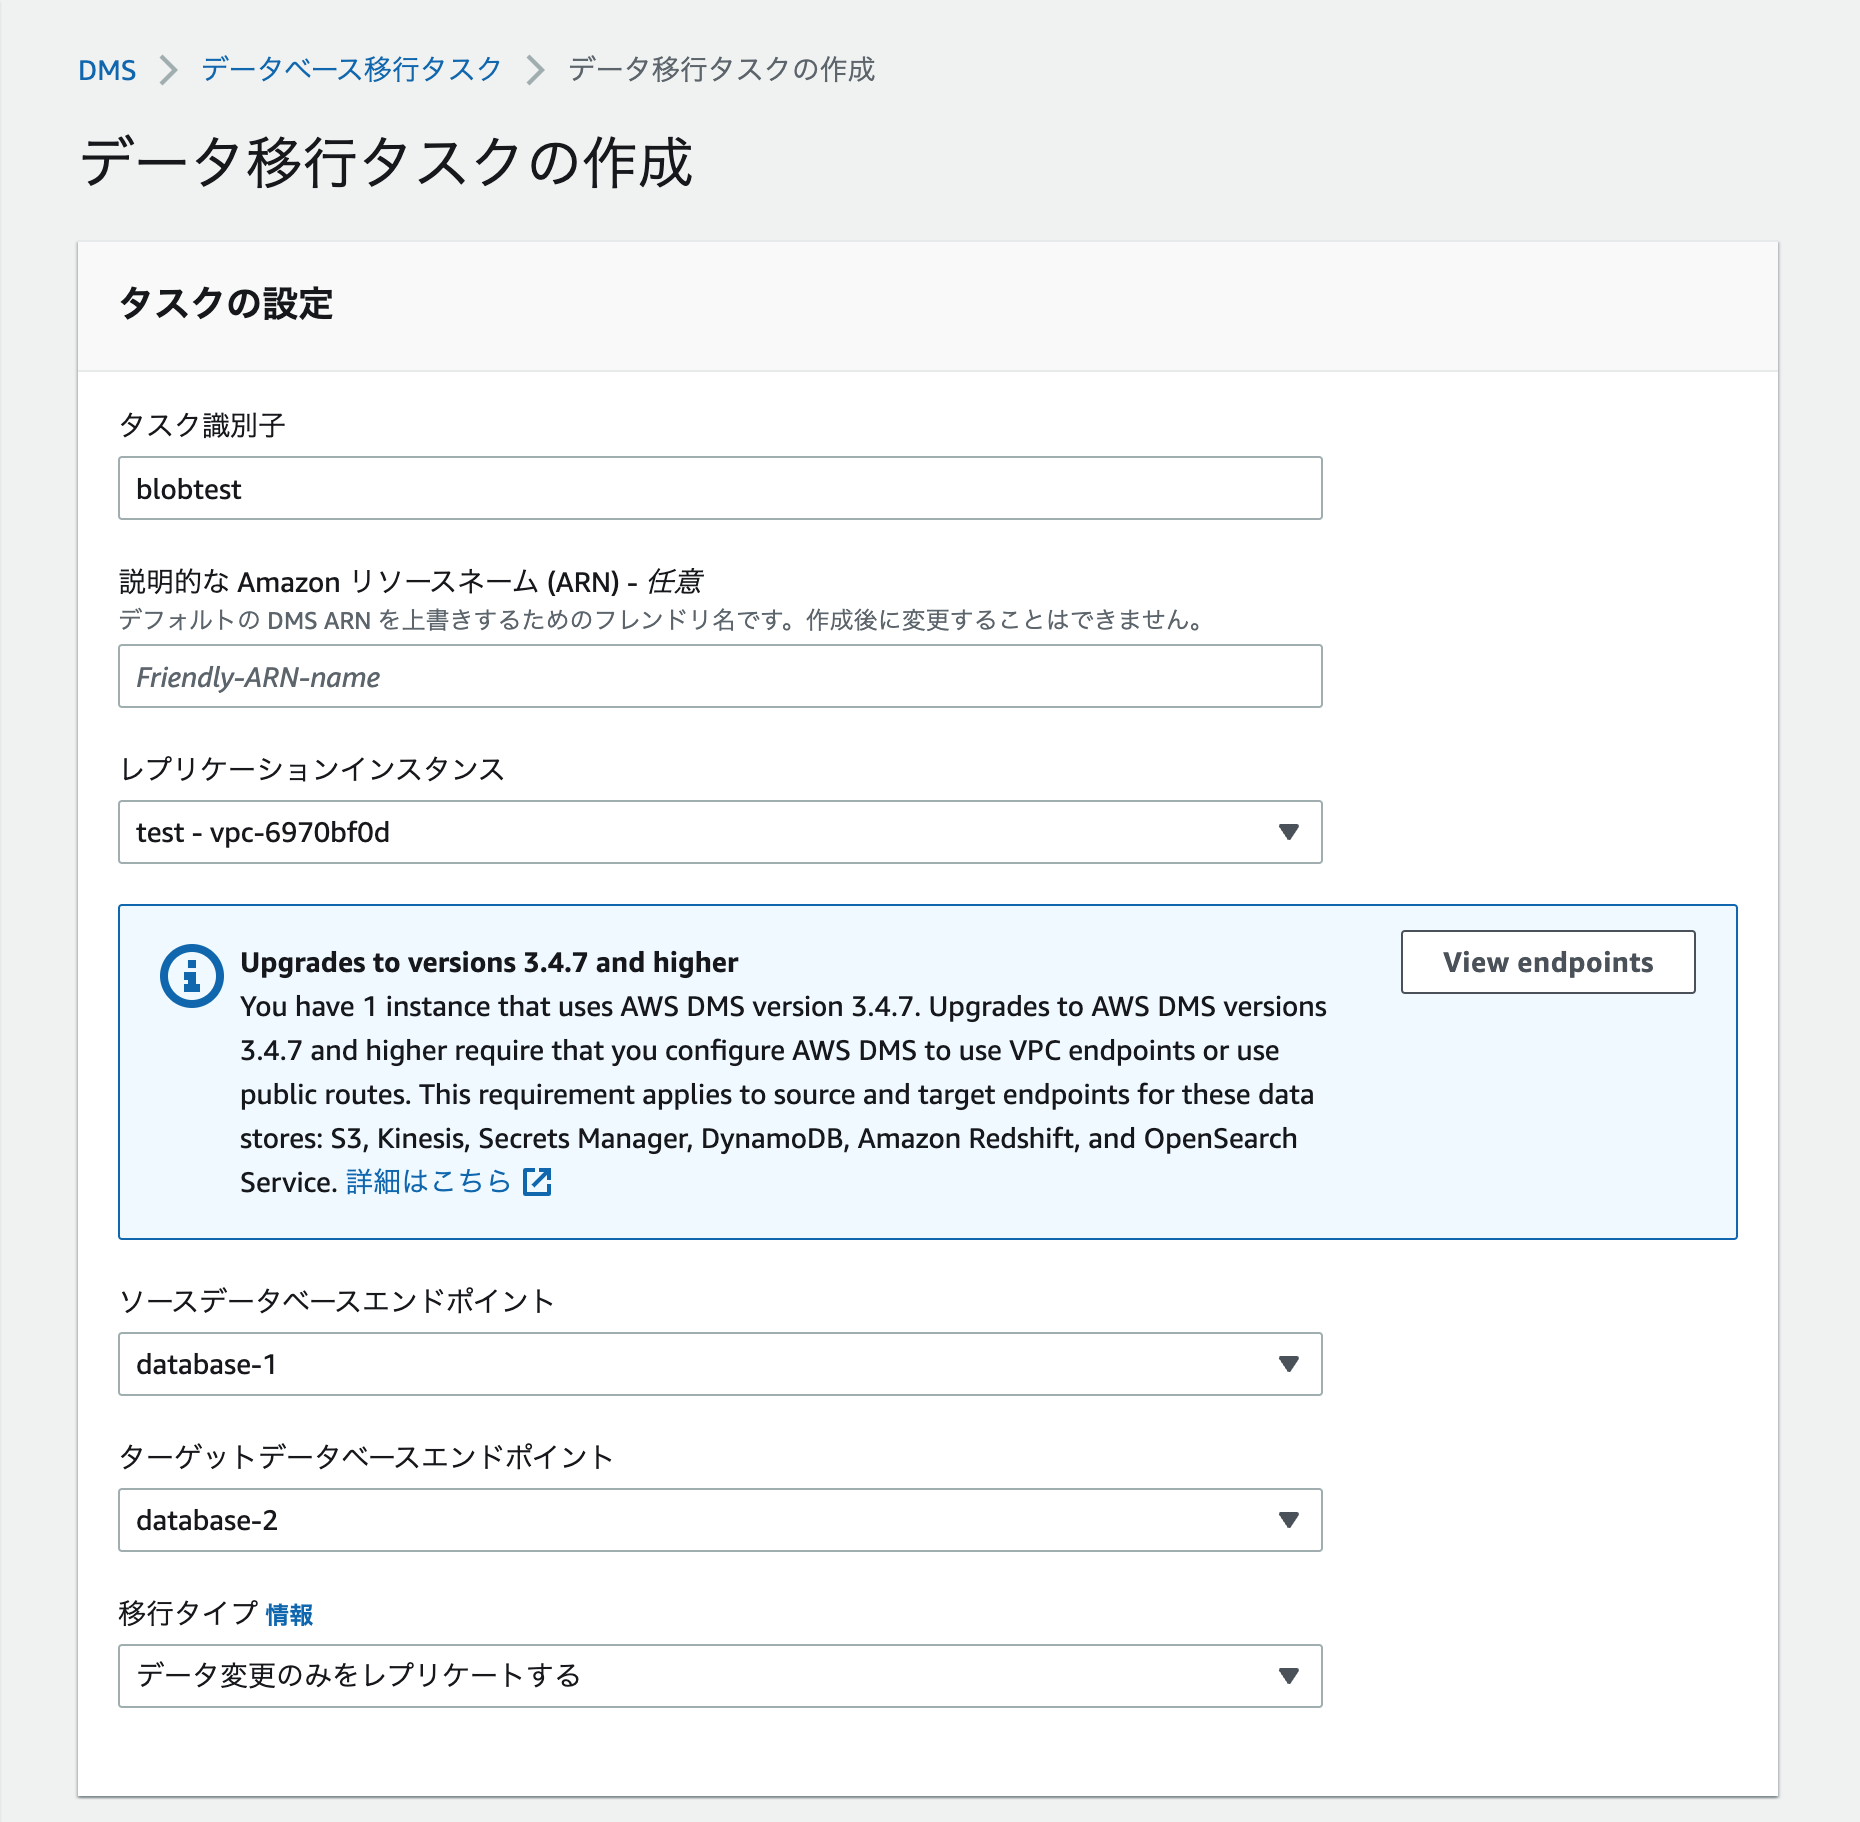 DMS > データベース移行タスク > データ移行タスクの作成
データ移行タスクの作成
タスクの設定
タスク識別子
blobtest
説明的な Amazon リソースネーム (ARN) - 任意
デフォルトの DMS ARN を上書きするためのフレンドリ名です。作成後に変更することはできません。
Friendly-ARN-name
レプリケーションインスタンス
test - vpc-6970bf0d
Upgrades to versions 3.4.7 and higher
View endpoints
You have 1 instance that uses AWS DMS version 3.4.7. Upgrades to AWS DMS versions
3.4.7 and higher require that you configure AWS DMS to use VPC endpoints or use
public routes. This requirement applies to source and target endpoints for these data
stores: S3, Kinesis, Secrets Manager, DynamoDB, Amazon Redshift, and OpenSearch
Service. 詳細はこちら
ソースデータベースエンドポイント
database-1
ターゲットデータベースエンドポイント
database-2
移行タイプ 情報
データ変更のみをレプリケートする